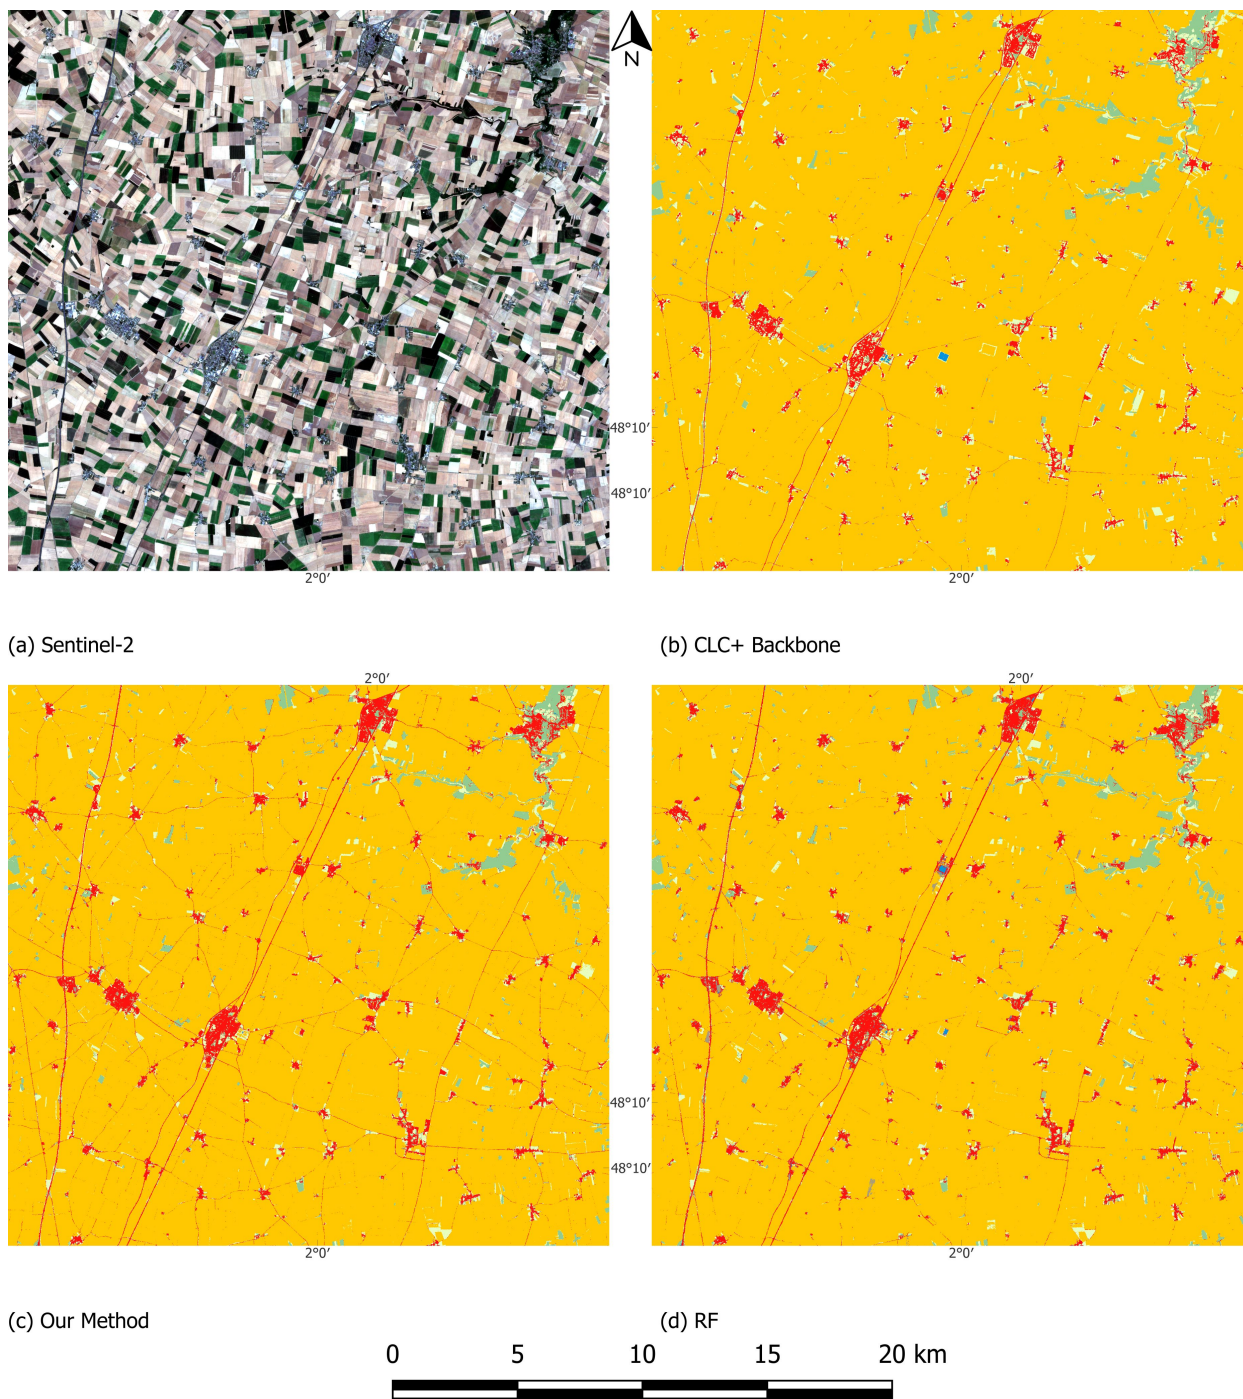 N
48°10′
48°10′
2°0′
2°0′
(a) Sentinel-2
(b) CLC+ Backbone
2°0′
2°0′
48°10′
48°10′
2°0′
2°0′
(c) Our Method
(d) RF
0 5 10 15 20 km